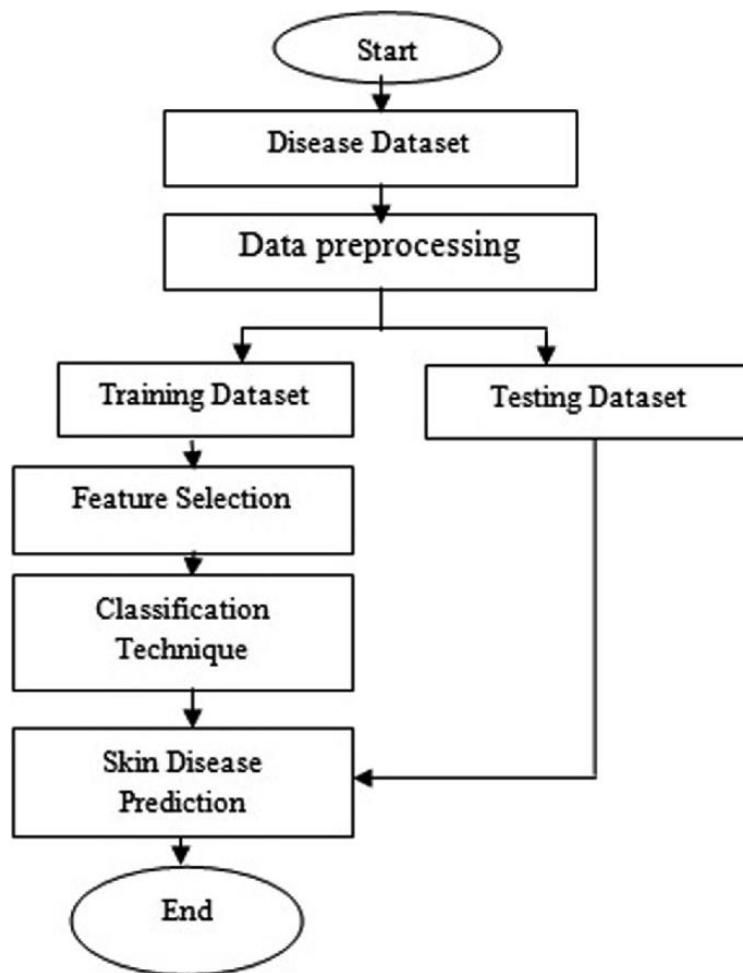 Start
Disease Dataset
Data preprocessing
Training Dataset
Testing Dataset
Feature Selection
Classification
Technique
Skin Disease
Prediction
End